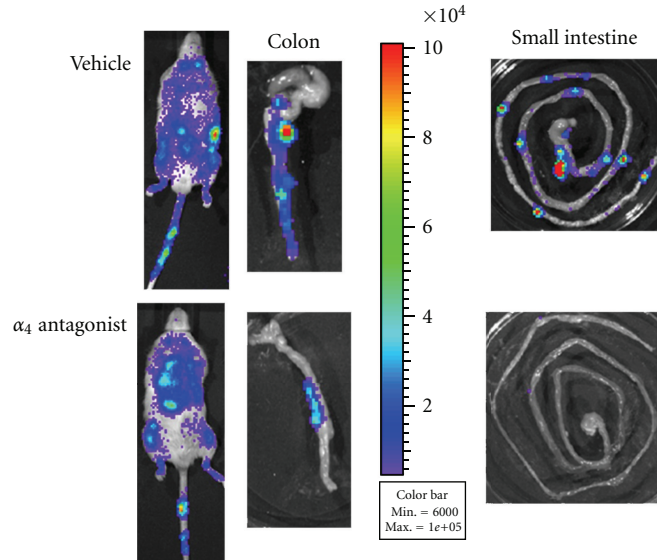 ×10⁴
Colon
Small intestine
Vehicle
10
8
6
4
2
α₄ antagonist
Color bar
Min. = 6000
Max. = 1e+05